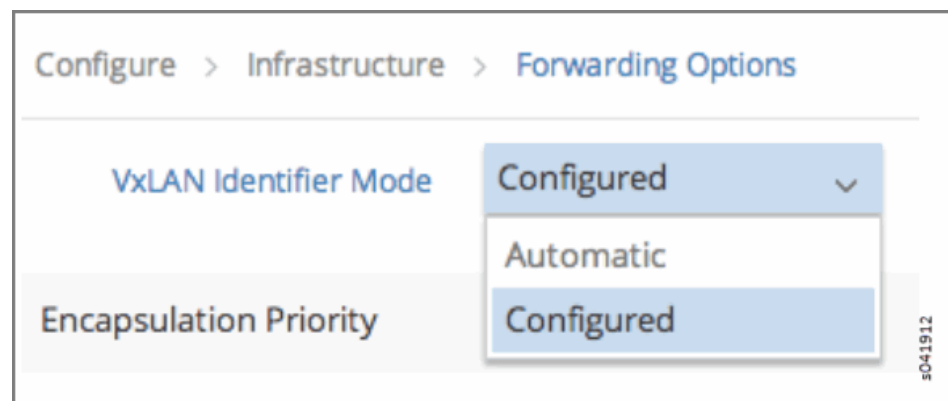 Configure > Infrastructure > Forwarding Options
VxLAN Identifier Mode Configured
Automatic
Encapsulation Priority Configured
s041912